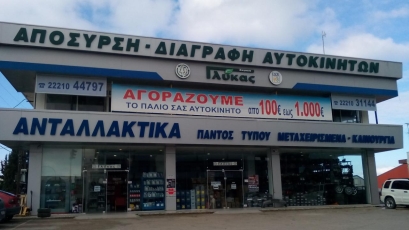 ΑΠΟΣΥΡΣΗ - ΔΙΑΓΡΑΦΗ ΑΥΤΟΚΙΝΗΤΩΝ
Γλύκας
22210 44797
ΑΓΟΡΑΖΟΥΜΕ από 100€ εως 1.000€
ΤΟ ΠΑΛΙΟ ΣΑΣ ΑΥΤΟΚΙΝΗΤΟ
22210 31144
ΑΝΤΑΛΛΑΚΤΙΚΑ ΠΑΝΤΟΣ ΤΥΠΟΥ ΜΕΤΑΧΕΙΡΙΣΜΕΝΑ - ΚΑΙΝΟΥΡΓΙΑ